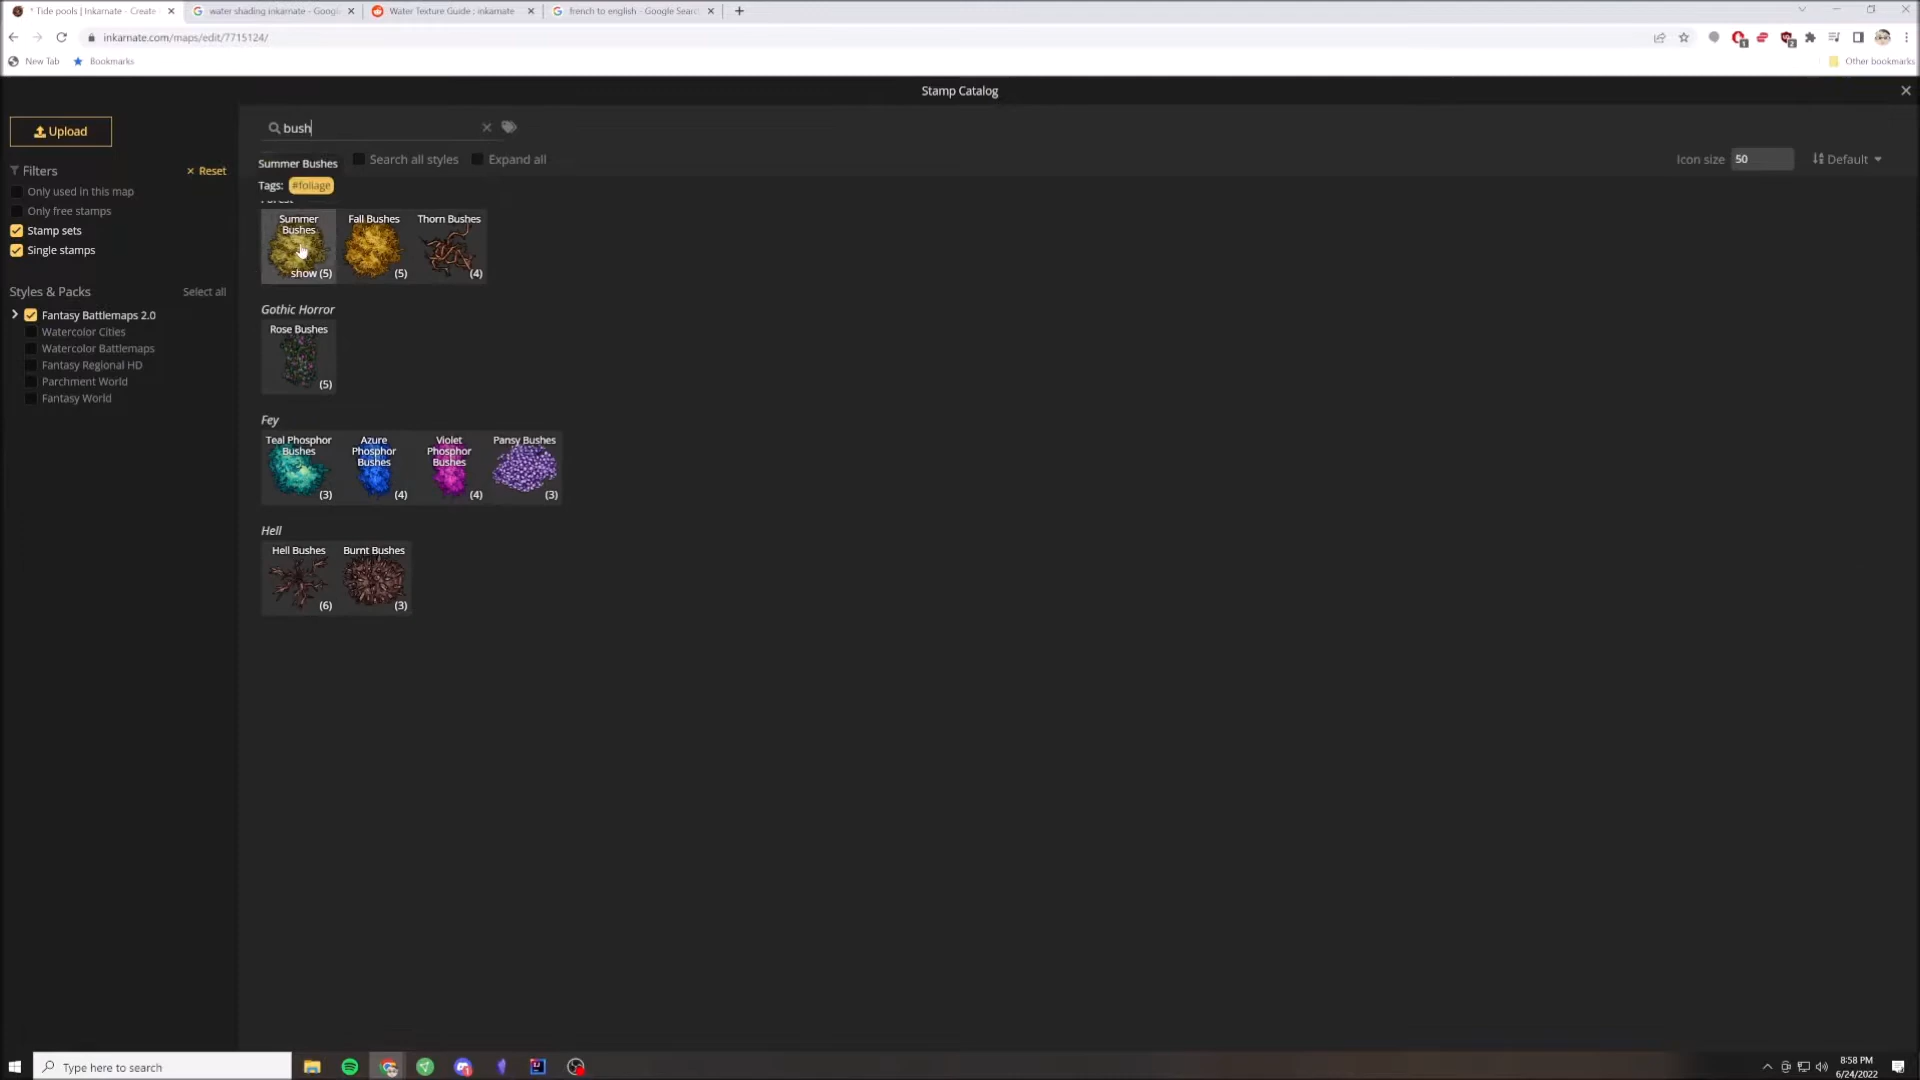 * Tide pools | Inkarnate - Create
water shading inkarnate - Googl
Water Texture Guide : inkarnate
french to english - Google Searc
inkarnate.com/maps/edit/7715124/
New Tab
Bookmarks
Other bookmarks
Stamp Catalog
Upload
bush
Filters
Reset
Summer Bushes
Search all styles
Expand all
Icon size
50
Default
Only used in this map
Tags: #foliage
Only free stamps
Forest
Stamp sets
Single stamps
Summer Bushes
show (5)
Fall Bushes
(5)
Thorn Bushes
(4)
Styles & Packs
Select all
Fantasy Battlemaps 2.0
Watercolor Cities
Watercolor Battlemaps
Fantasy Regional HD
Parchment World
Fantasy World
Gothic Horror
Rose Bushes
(5)
Fey
Teal Phosphor Bushes
(3)
Azure Phosphor Bushes
(4)
Violet Phosphor Bushes
(4)
Pansy Bushes
(3)
Hell
Hell Bushes
(6)
Burnt Bushes
(3)
Type here to search
8:58 PM
6/24/2022